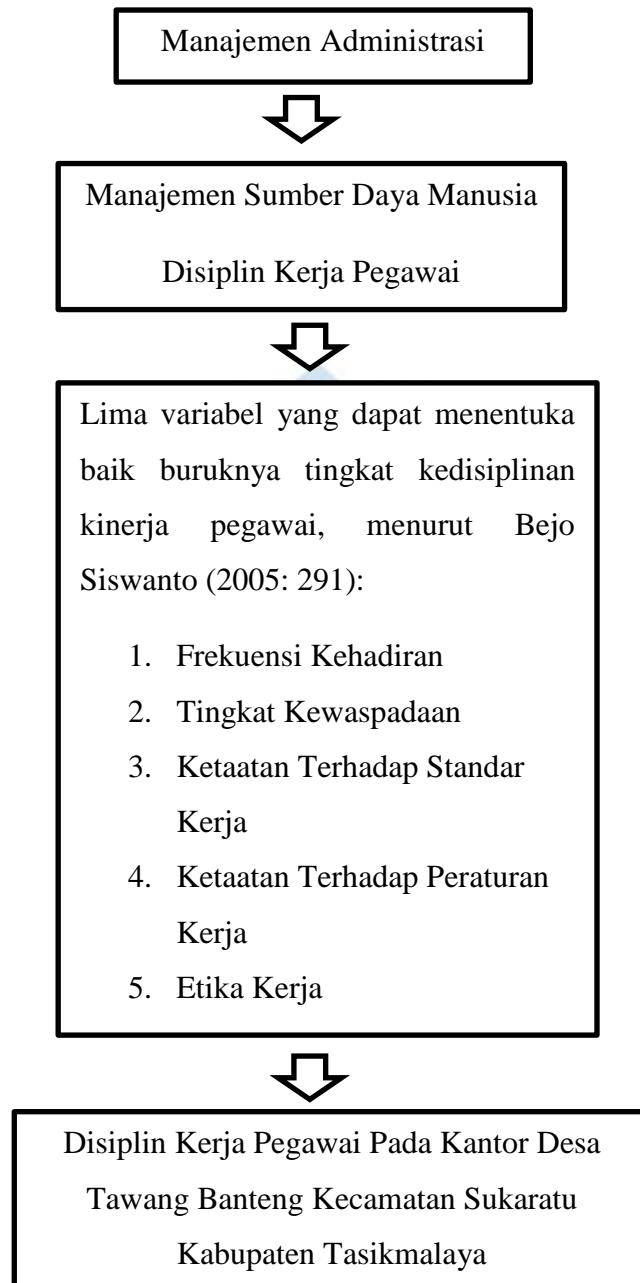 Manajemen Administrasi
Manajemen Sumber Daya Manusia
Disiplin Kerja Pegawai
Lima variabel yang dapat menentuka
baik buruknya tingkat kedisiplinan
kinerja pegawai, menurut Bejo
Siswanto (2005: 291):
1. Frekuensi Kehadiran
2. Tingkat Kewaspadaan
3. Ketaatan Terhadap Standar
Kerja
4. Ketaatan Terhadap Peraturan
Kerja
5. Etika Kerja
Disiplin Kerja Pegawai Pada Kantor Desa
Tawang Banteng Kecamatan Sukaratu
Kabupaten Tasikmalaya